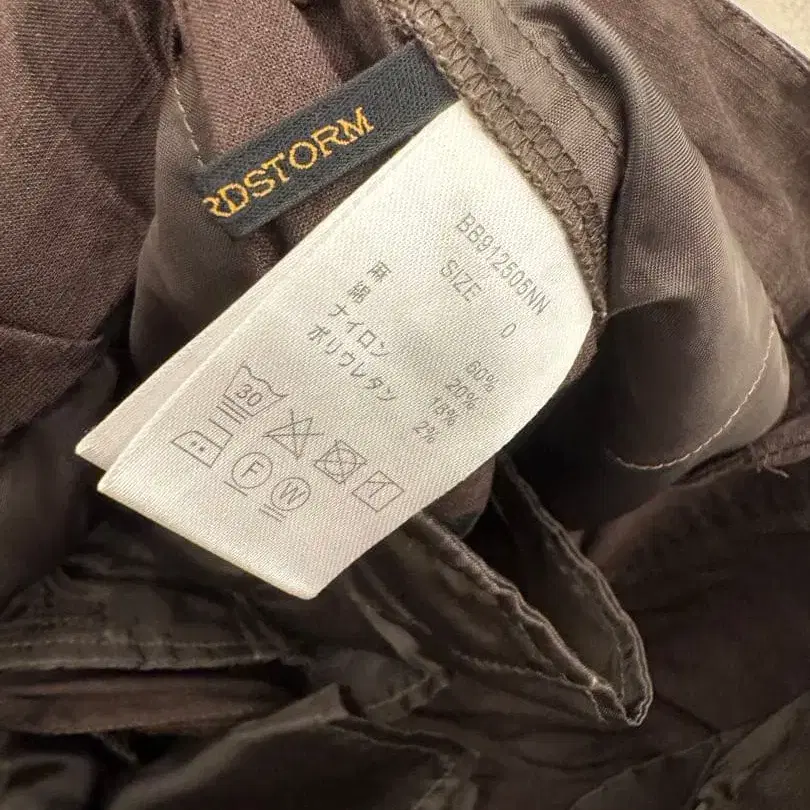 RDSTORM
BB912505NN
SIZE 0
麻 60%
綿 20%
ナイロン 18%
ポリウレタン 2%
30
F W